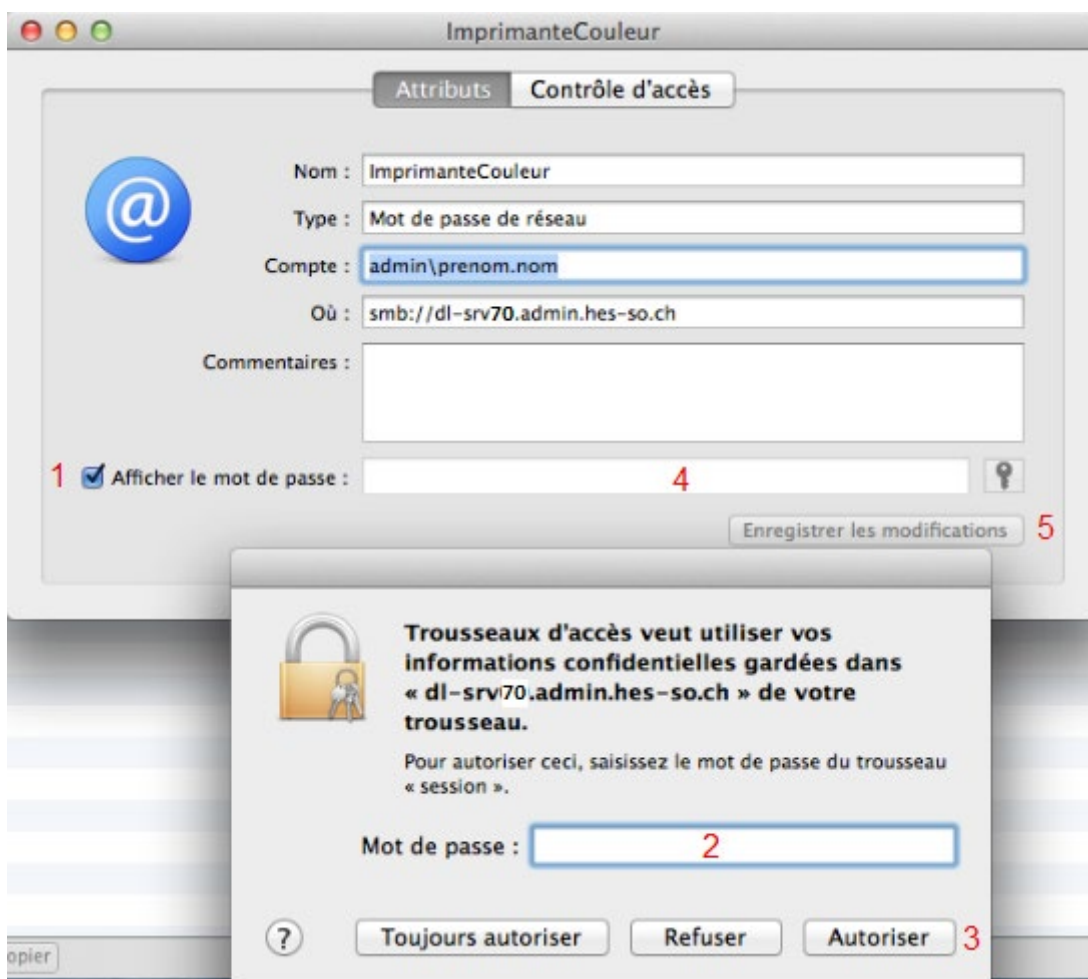 ImprimanteCouleur
Attributs Contrôle d'accès
Nom : ImprimanteCouleur
Type : Mot de passe de réseau
Compte : admin\prenom.nom
Où : smb://dl-srv70.admin.hes-so.ch
Commentaires :
1 Afficher le mot de passe : 4
Enregistrer les modifications 5
Trousseaux d'accès veut utiliser vos
informations confidentielles gardées dans
« dl-srv70.admin.hes-so.ch » de votre
trousseau.
Pour autoriser ceci, saisissez le mot de passe du trousseau
« session ».
Mot de passe : 2
? Toujours autoriser Refuser Autoriser 3
opier